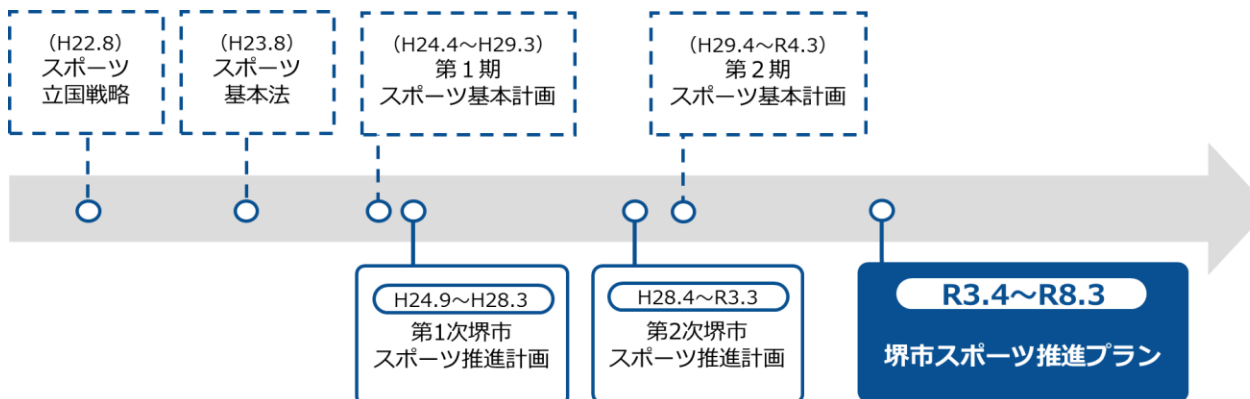 （H22.8）
スポーツ
立国戦略
（H23.8）
スポーツ
基本法
（H24.4～H29.3）
第１期
スポーツ基本計画
（H29.4～R4.3）
第２期
スポーツ基本計画
H24.9～H28.3
第1次堺市
スポーツ推進計画
H28.4～R3.3
第2次堺市
スポーツ推進計画
R3.4～R8.3
堺市スポーツ推進プラン